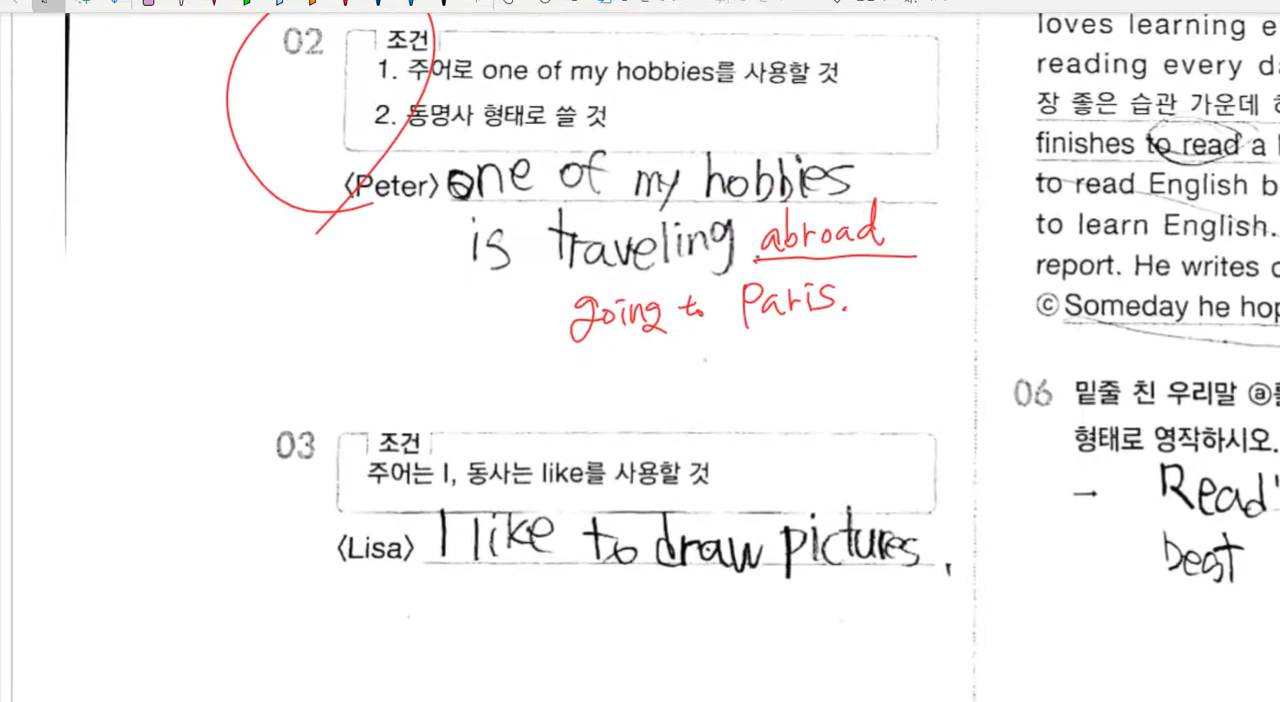 02
조건
1. 주어로 one of my hobbies를 사용할 것
2. 동명사 형태로 쓸 것
〈Peter〉 one of my hobbies
is traveling abroad
going to Paris.
03
조건
주어는 I, 동사는 like를 사용할 것
〈Lisa〉 I like to draw pictures.
loves learning
reading every
장 좋은 습관 가운데
finishes to read a
to read English
to learn English.
report. He writes
ⓒ Someday he
06 밑줄 친 우리말 ⓐ를
형태로 영작하시오.
→ Read
best